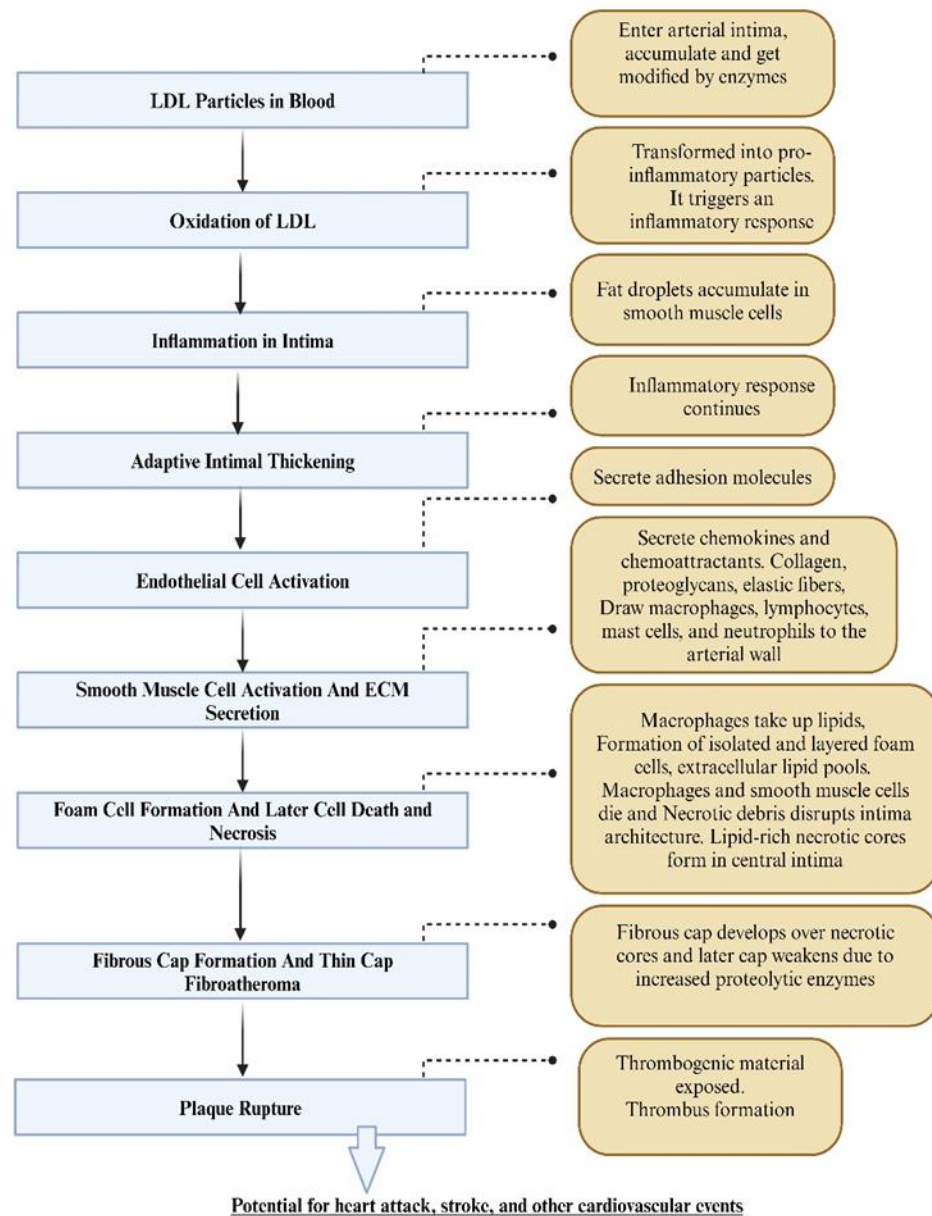 Enter arterial intima,
accumulate and get
modified by enzymes
LDL Particles in Blood
Transformed into pro-
inflammatory particles.
It triggers an
inflammatory response
Oxidation of LDL
Fat droplets accumulate in
smooth muscle cells
Inflammation in Intima
Inflammatory response
continues
Adaptive Intimal Thickening
Secrete adhesion molecules
Endothelial Cell Activation
Secrete chemokines and
chemoattractants. Collagen,
proteoglycans, elastic fibers,
Draw macrophages, lymphocytes,
mast cells, and neutrophils to the
arterial wall
Smooth Muscle Cell Activation And ECM
Secretion
Macrophages take up lipids,
Formation of isolated and layered foam
cells, extracellular lipid pools.
Macrophages and smooth muscle cells
die and Necrotic debris disrupts intima
architecture. Lipid-rich necrotic cores
form in central intima
Foam Cell Formation And Later Cell Death and
Necrosis
Fibrous cap develops over necrotic
cores and later cap weakens due to
increased proteolytic enzymes
Fibrous Cap Formation And Thin Cap
Fibroatheroma
Thrombogenic material
exposed.
Thrombus formation
Plaque Rupture
Potential for heart attack, stroke, and other cardiovascular events